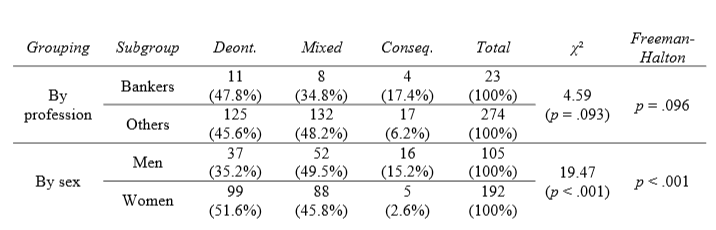 Grouping Subgroup Deont. Mixed Conseq. Total χ² Freeman-
Halton
By
profession
Bankers 11 8 4 23
(47.8%) (34.8%) (17.4%) (100%)
Others 125 132 17 274
(45.6%) (48.2%) (6.2%) (100%)
4.59
(p = .093)
p = .096
By sex
Men 37 52 16 105
(35.2%) (49.5%) (15.2%) (100%)
Women 99 88 5 192
(51.6%) (45.8%) (2.6%) (100%)
19.47
(p < .001)
p < .001